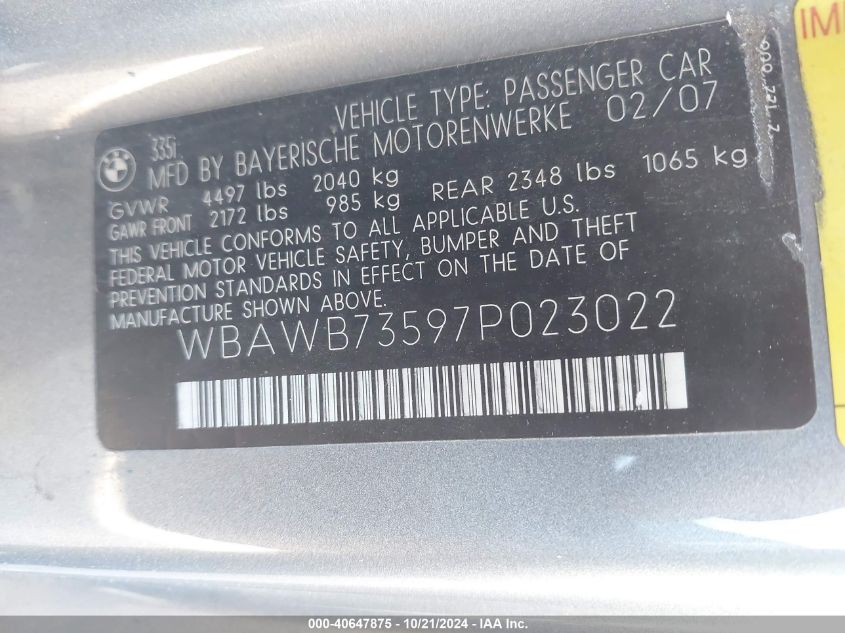 335i
VEHICLE TYPE: PASSENGER CAR
MFD BY BAYERISCHE MOTORENWERKE 02/07
GVWR 4497 lbs 2040 kg
GAWR FRONT 2172 lbs 985 kg REAR 2348 lbs 1065 kg
THIS VEHICLE CONFORMS TO ALL APPLICABLE U.S.
FEDERAL MOTOR VEHICLE SAFETY, BUMPER AND THEFT
PREVENTION STANDARDS IN EFFECT ON THE DATE OF
MANUFACTURE SHOWN ABOVE.
WBAWB73597P023022
BMW
000-40647875 - 10/21/2024 - IAA Inc.